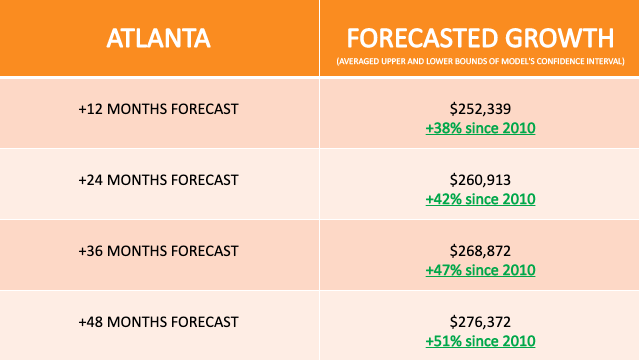 ATLANTA
FORECASTED GROWTH
(AVERAGED UPPER AND LOWER BOUNDS OF MODEL'S CONFIDENCE INTERVAL)
+12 MONTHS FORECAST
$252,339
+38% since 2010
+24 MONTHS FORECAST
$260,913
+42% since 2010
+36 MONTHS FORECAST
$268,872
+47% since 2010
+48 MONTHS FORECAST
$276,372
+51% since 2010